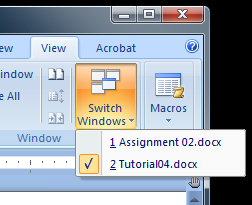 ew View Acrobat
indow
e All
Switch
Windows
Macros
Window
1 Assignment 02.docx
2 Tutorial04.docx